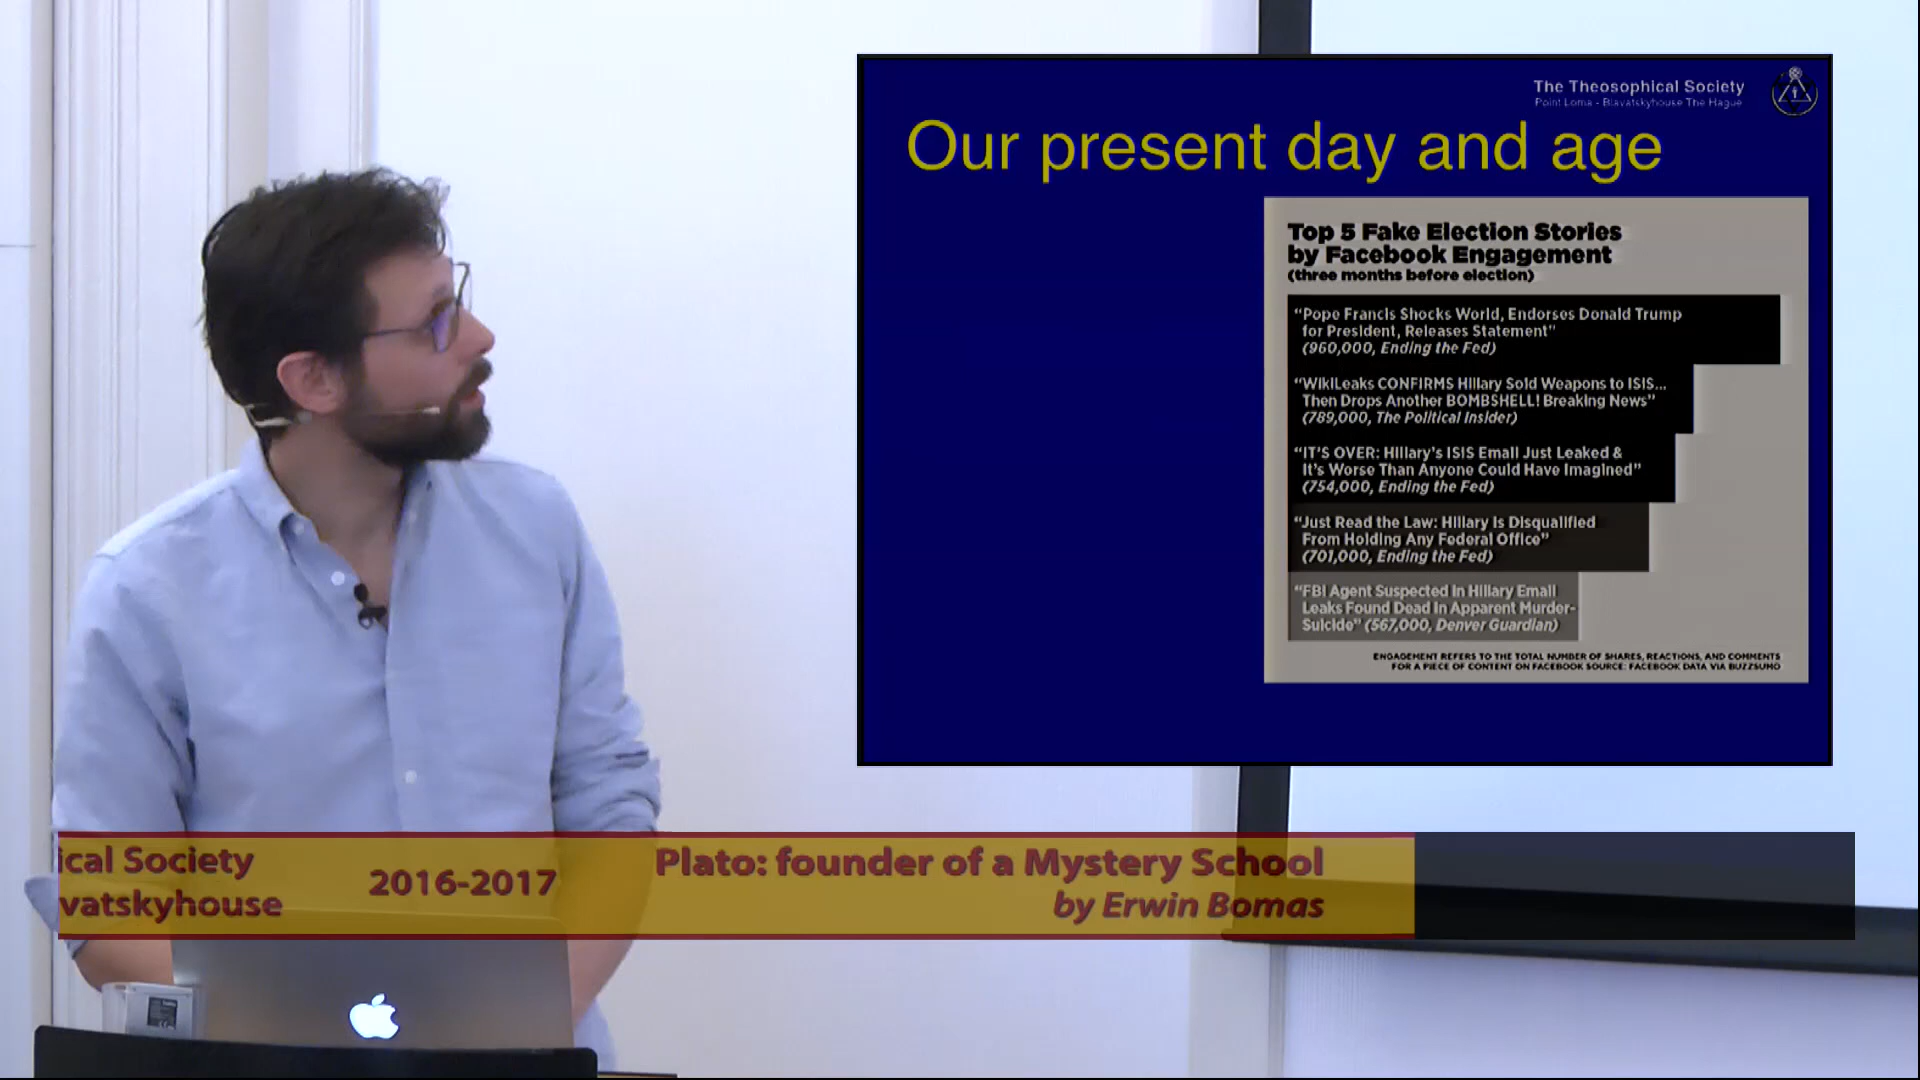 The Theosophical Society
Point Loma - Blavatskyhouse The Hague
Our present day and age
Top 5 Fake Election Stories
by Facebook Engagement
(three months before election)
“Pope Francis Shocks World, Endorses Donald Trump
for President, Releases Statement”
(960,000, Ending the Fed)
“WikiLeaks CONFIRMS Hillary Sold Weapons to ISIS...
Then Drops Another BOMBSHELL! Breaking News”
(789,000, The Political Insider)
“IT'S OVER: Hillary's ISIS Email Just Leaked &
It's Worse Than Anyone Could Have Imagined”
(754,000, Ending the Fed)
“Just Read the Law: Hillary Is Disqualified
From Holding Any Federal Office”
(701,000, Ending the Fed)
“FBI Agent Suspected In Hillary Email
Leaks Found Dead In Apparent Murder-
Suicide” (567,000, Denver Guardian)
ENGAGEMENT REFERS TO THE TOTAL NUMBER OF SHARES, REACTIONS, AND COMMENTS
FOR A PIECE OF CONTENT ON FACEBOOK SOURCE: FACEBOOK DATA VIA BUZZSUMO
ical Society
vatskyhouse
2016-2017
Plato: founder of a Mystery School
by Erwin Bomas